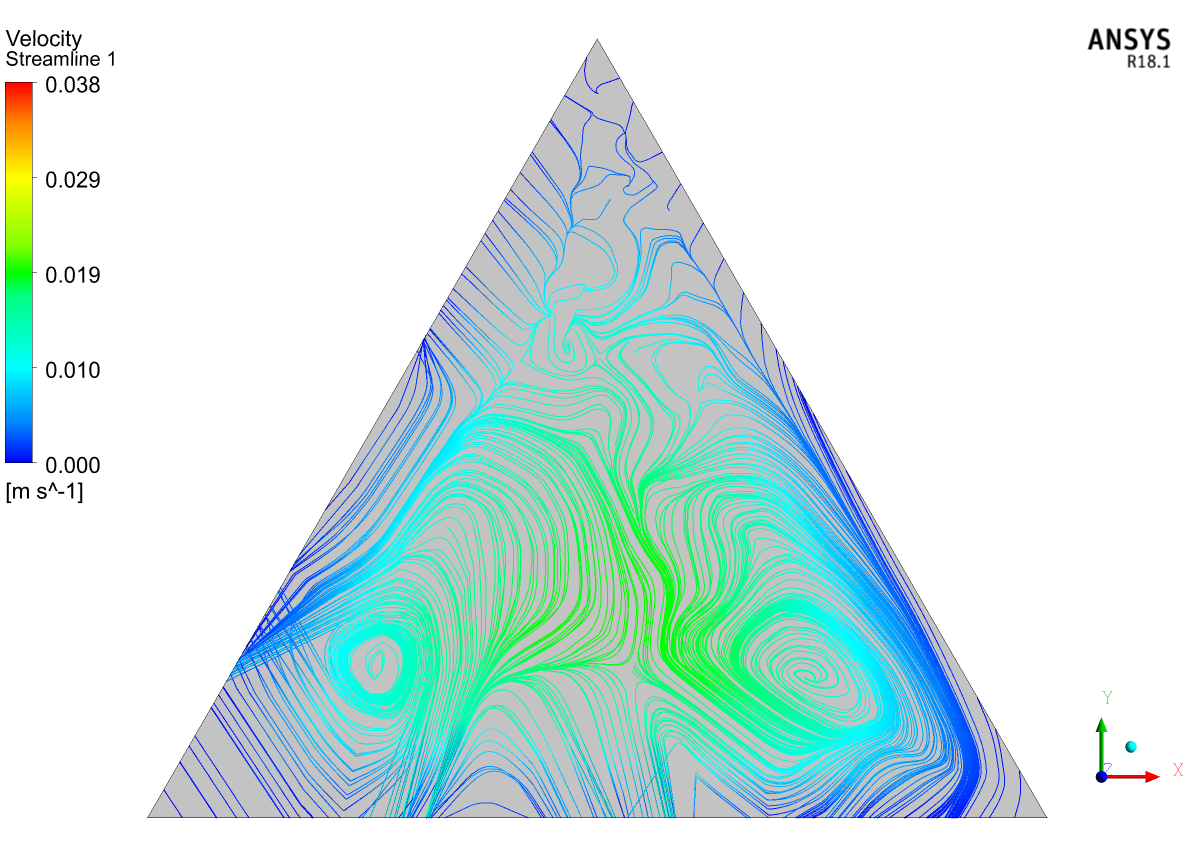 Velocity
Streamline 1
0.038
0.029
0.019
0.010
0.000
[m s^-1]
ANSYS
R18.1
Y
Z
X